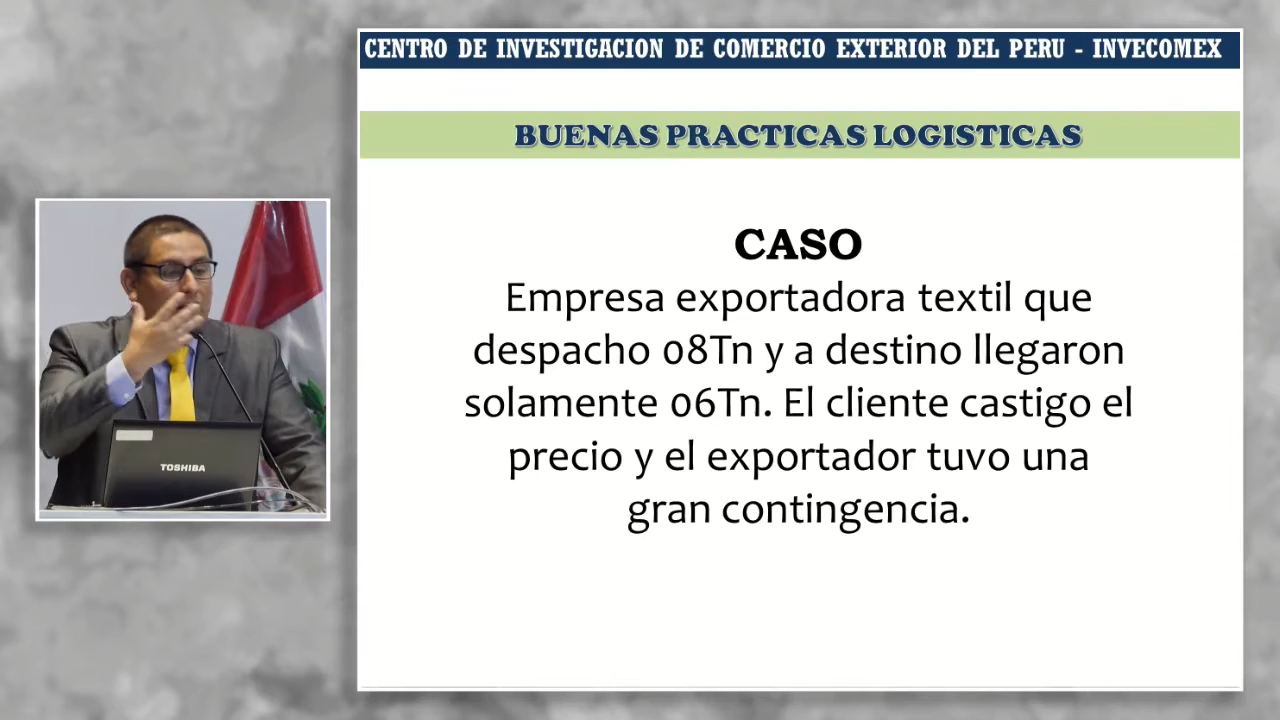 CENTRO DE INVESTIGACION DE COMERCIO EXTERIOR DEL PERU - INVECOMEX
BUENAS PRACTICAS LOGISTICAS
CASO
Empresa exportadora textil que
despacho 08Tn y a destino llegaron
solamente 06Tn. El cliente castigo el
precio y el exportador tuvo una
gran contingencia.
TOSHIBA